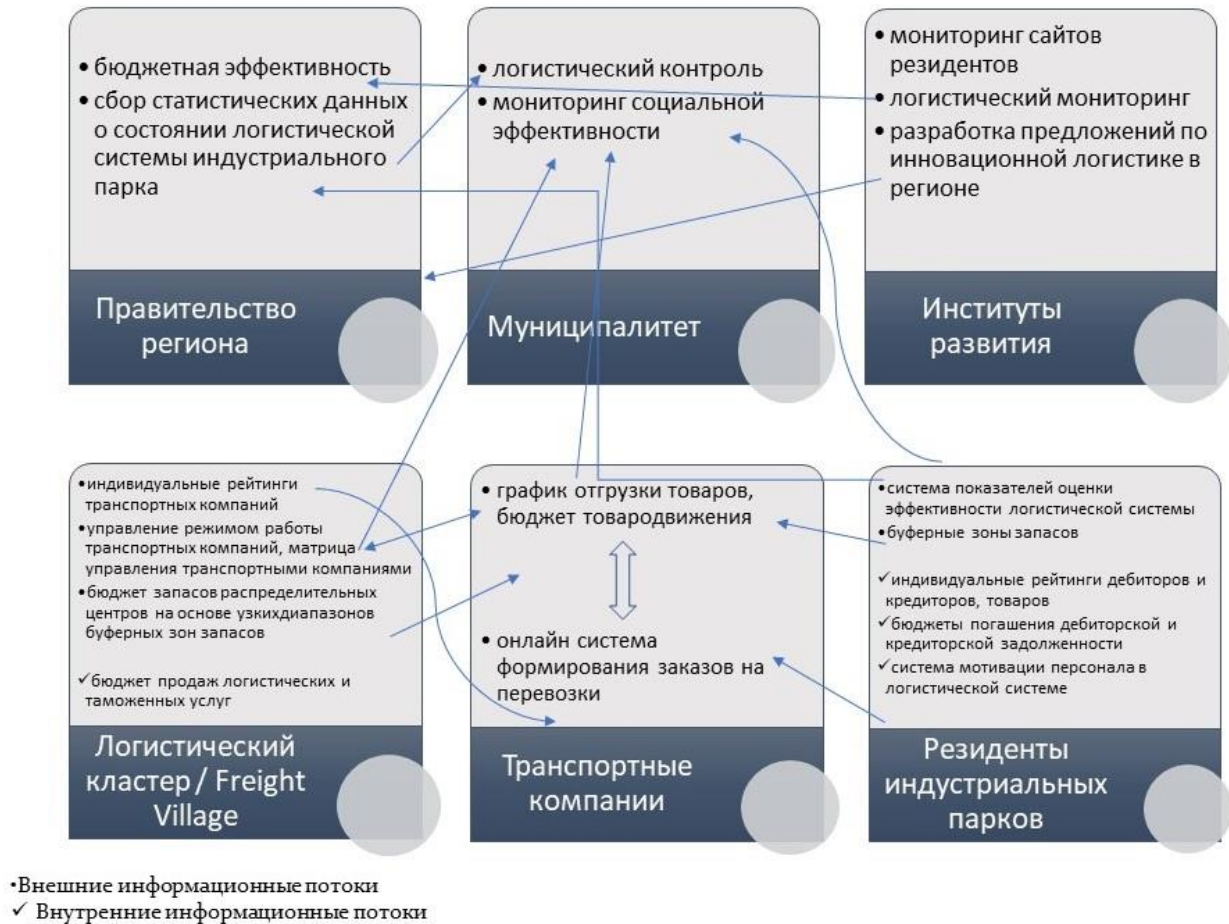 • бюджетная эффективность
• сбор статистических данных
о состоянии логистической
системы индустриального
парка
Правительство
региона
• логистический контроль
• мониторинг социальной
эффективности
Муниципалитет
• мониторинг сайтов
резидентов
• логистический мониторинг
• разработка предложений по
инновационной логистике в
регионе
Институты
развития
•индивидуальные рейтинги
транспортных компаний
•управление режимом работы
транспортных компаний, матрица
управления транспортными компаниями
•бюджет запасов распределительных
центров на основе узкихдиапазонов
буферных зон запасов
✓бюджет продаж логистических и
таможенных услуг
Логистический
кластер / Freight
Village
• график отгрузки товаров,
бюджет товародвижения
• онлайн система
формирования заказов на
перевозки
Транспортные
компании
•система показателей оценки
эффективности логистической системы
•буферные зоны запасов
✓индивидуальные рейтинги дебиторов и
кредиторов, товаров
✓бюджеты погашения дебиторской и
кредиторской задолженности
✓система мотивации персонала в
логистической системе
Резиденты
индустриальных
парков
•Внешние информационные потоки
✓ Внутренние информационные потоки